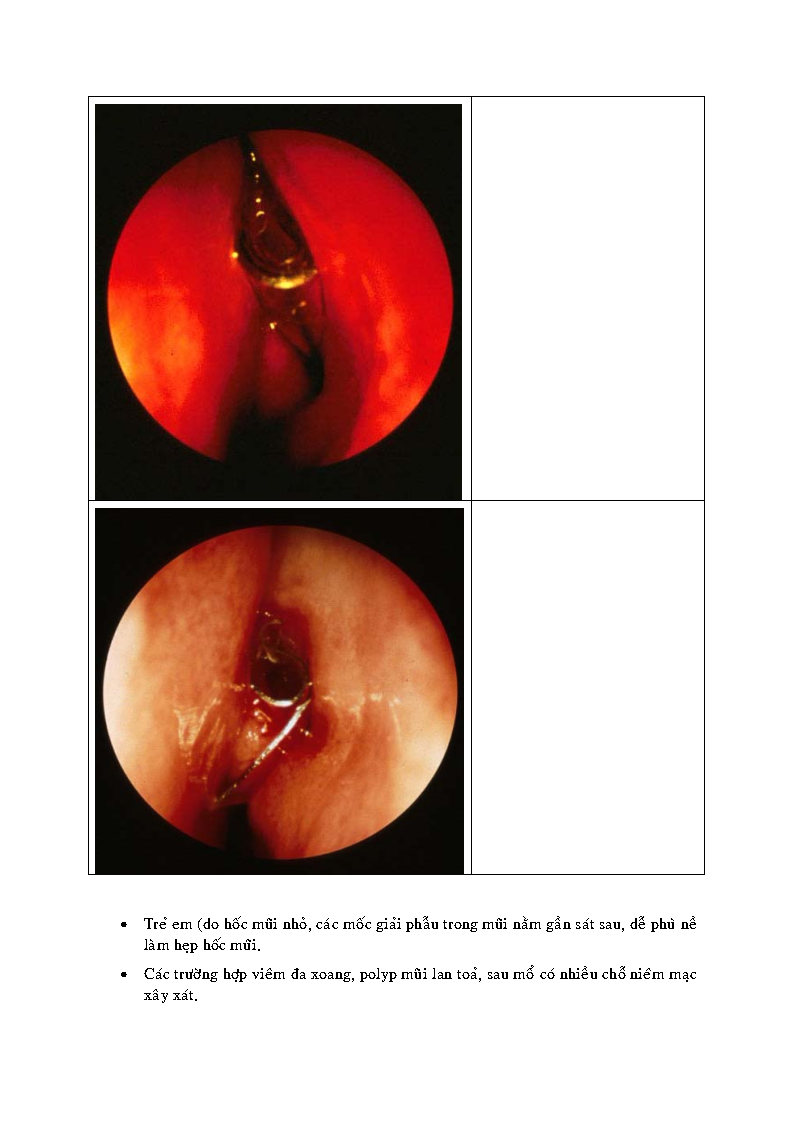 • Trẻ em (do hốc mũi nhỏ, các mốc giải phẫu trong mũi nằm gần sát sau, dễ phù nề
làm hẹp hốc mũi.
• Các trường hợp viêm đa xoang, polyp mũi lan toả, sau mổ có nhiều chỗ niêm mạc
xây xát.